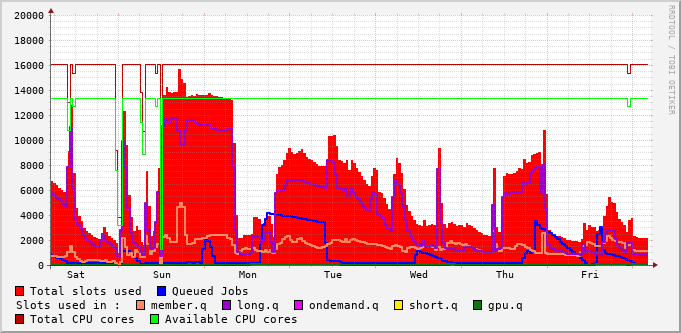 20000
18000
16000
14000
12000
10000
8000
6000
4000
2000
0
Sat Sun Mon Tue Wed Thu Fri
Total slots used Queued Jobs
Slots used in : member.q long.q ondemand.q short.q gpu.q
Total CPU cores Available CPU cores
RRDTOOL / TOBI OETIKER